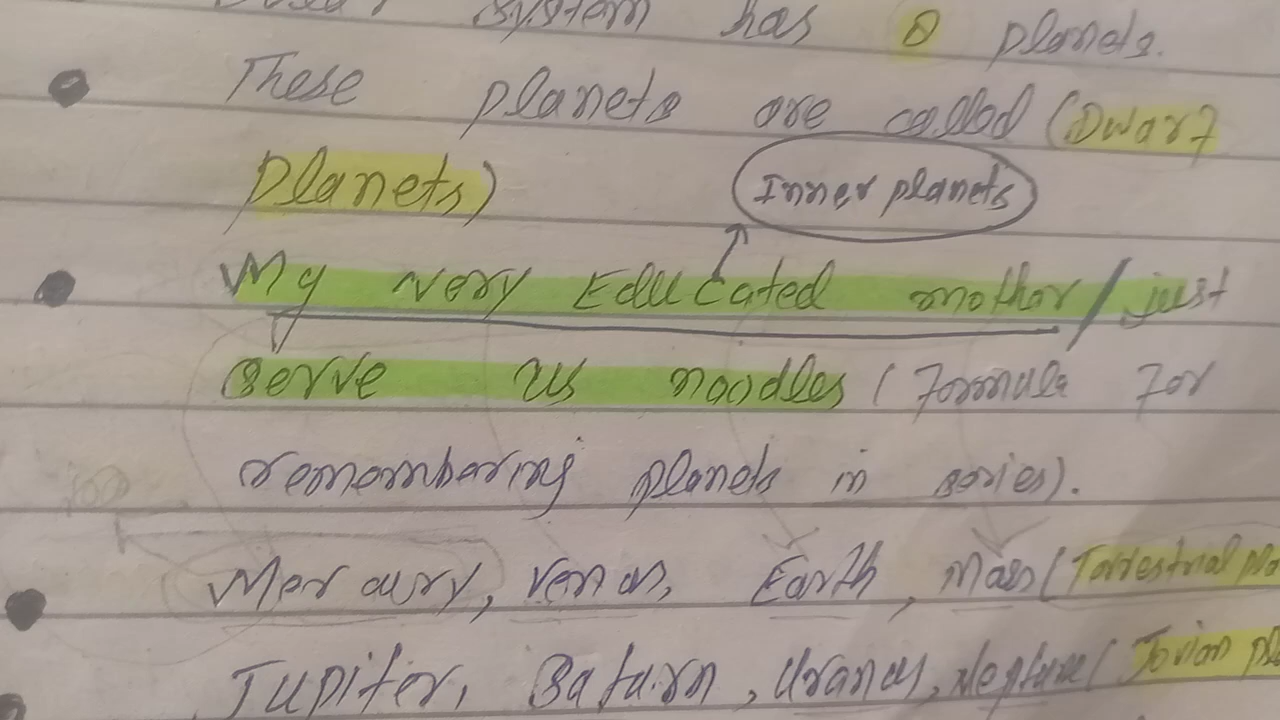 system has 8 planets.
These planets are called (Dwarf
Planets)
Inner planets
My very Educated mother / just
serve us noodles (Formula For
remembering planets in series).
Mercury, Venus, Earth, Mars (Terrestrial
Jupiter, Saturn, Uranus, Neptune (Jovian